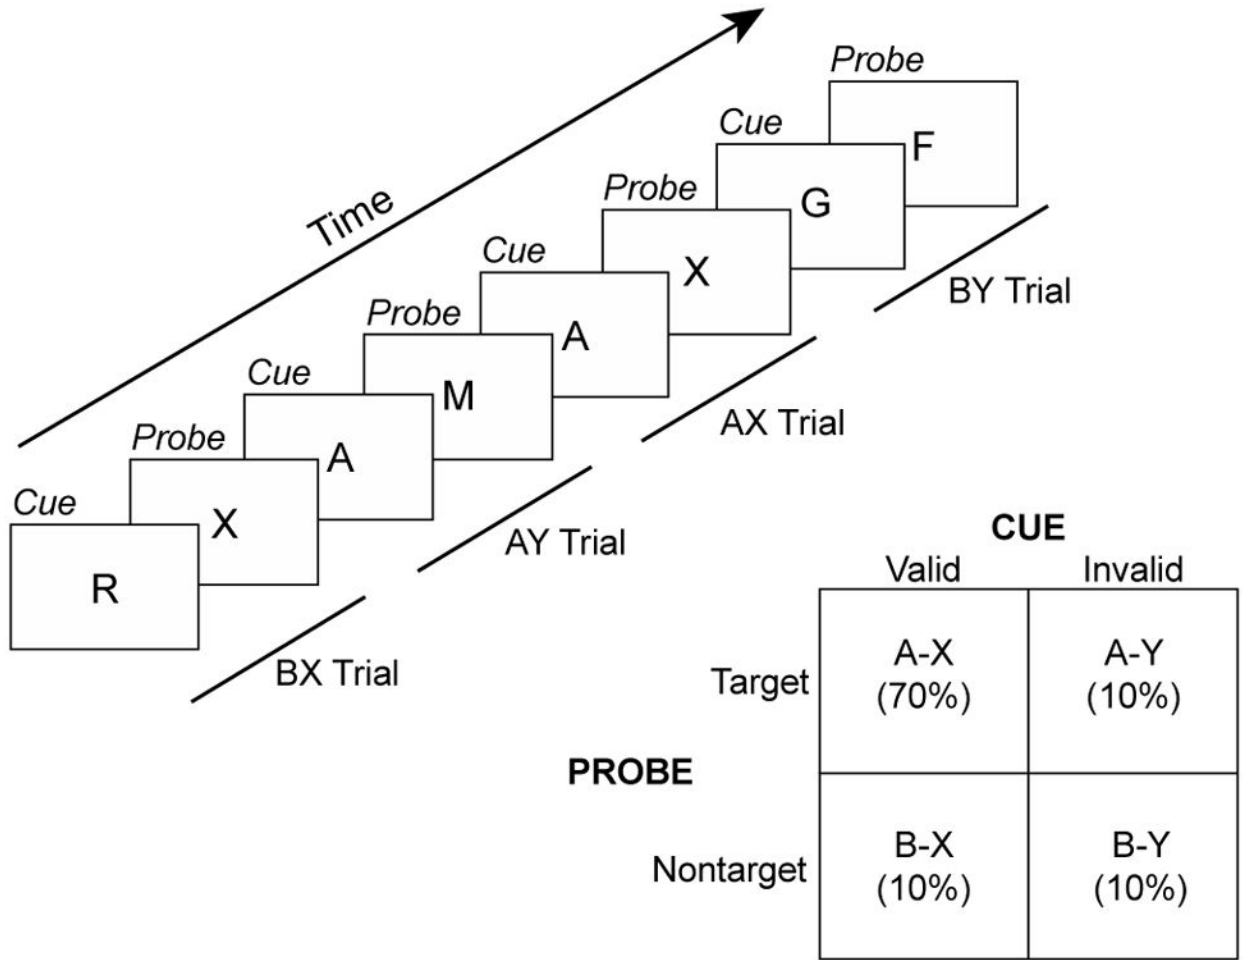 Probe
Cue
F
Probe
G
Time
Cue
X
BY Trial
Probe
A
Cue
M
AX Trial
Probe
A
Cue
X
AY Trial
R
BX Trial
CUE
Valid Invalid
Target
A-X
(70%)
A-Y
(10%)
PROBE
Nontarget
B-X
(10%)
B-Y
(10%)